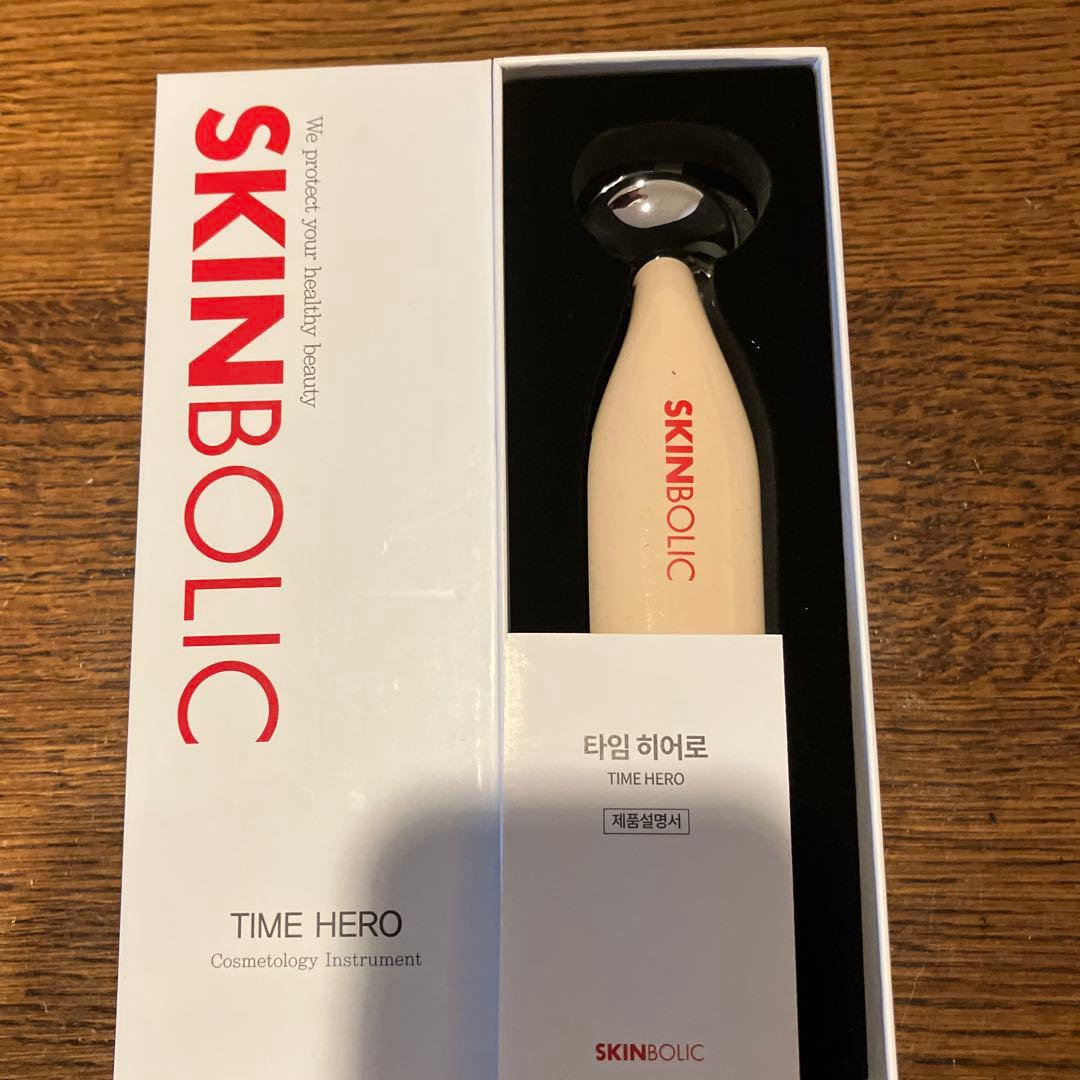 SKINBOLIC
We protect your healthy beauty
TIME HERO
Cosmetology Instrument
SKINBOLIC
타임 히어로
TIME HERO
제품설명서
SKINBOLIC